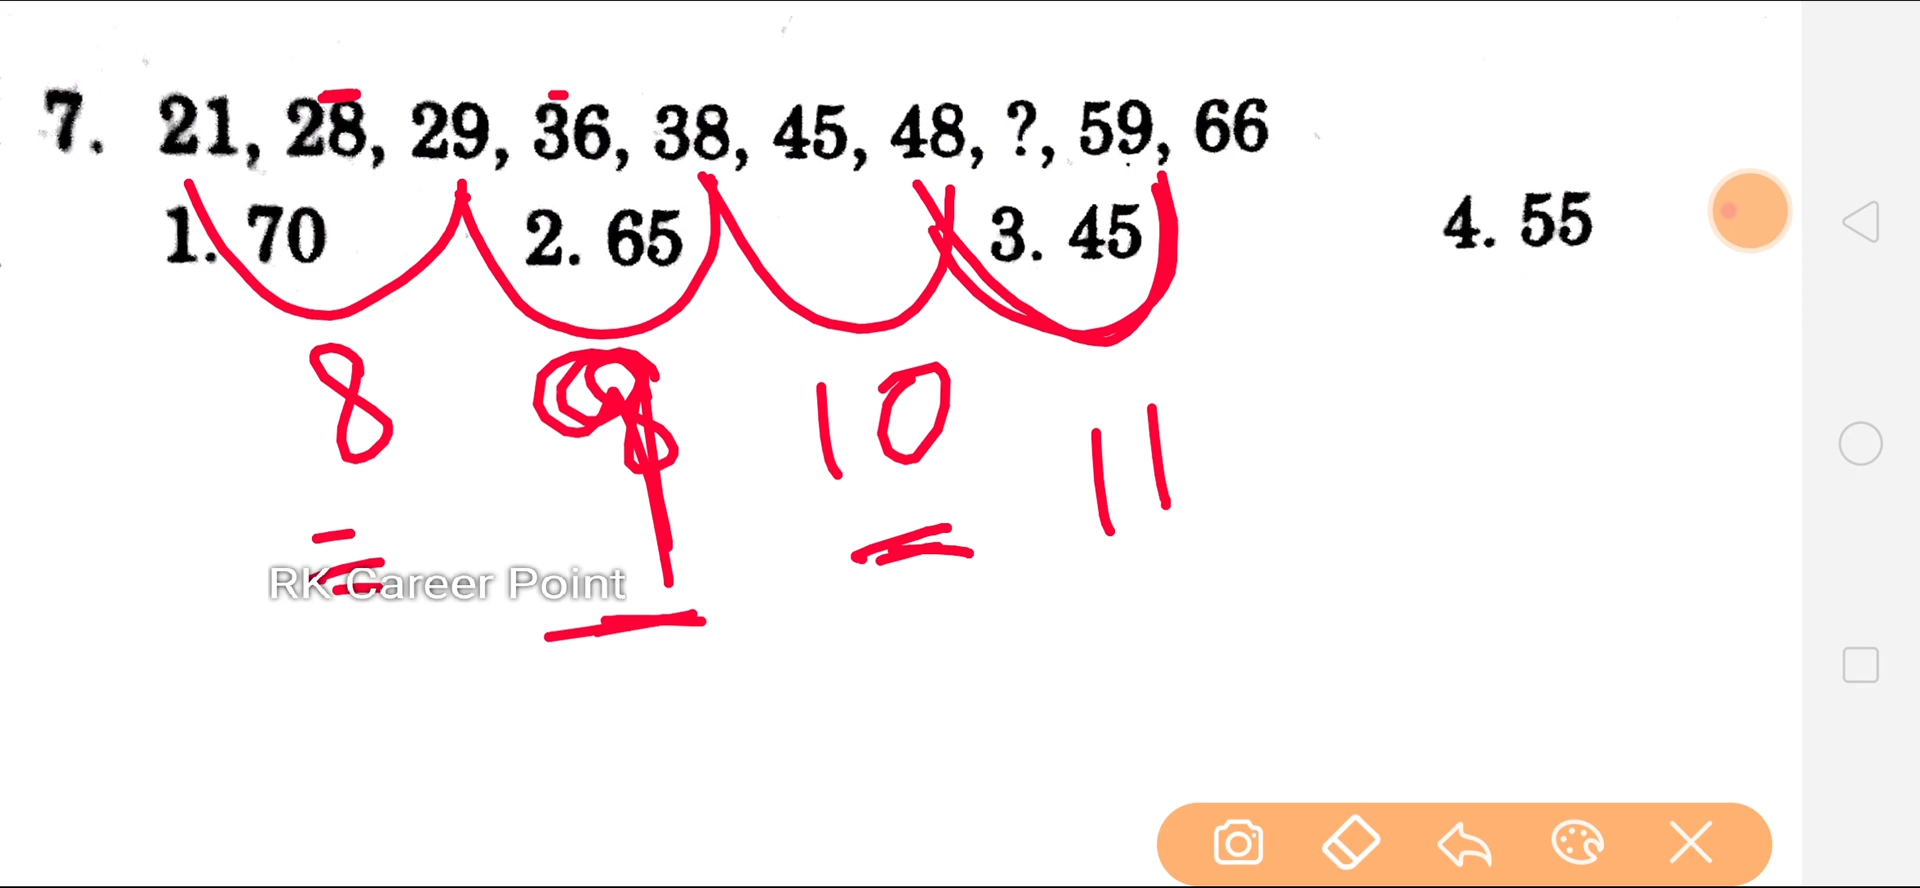 7. 21, 28, 29, 36, 38, 45, 48, ?, 59, 66
1. 70 2. 65 3. 45 4. 55
8 9 10 11
RK Career Point